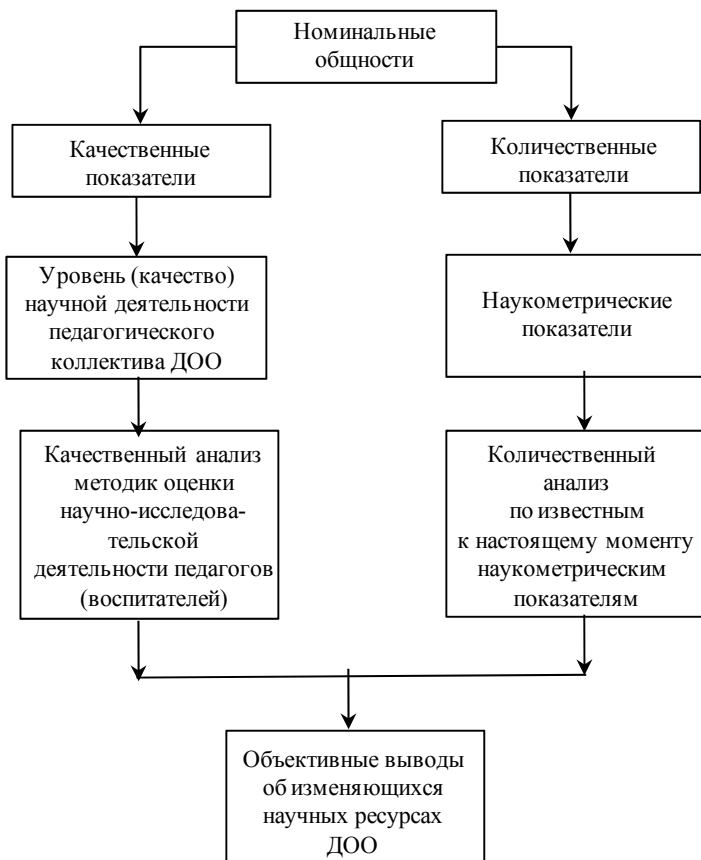 Номинальные
общности
Качественные
показатели
Количественные
показатели
Уровень (качество)
научной деятельности
педагогического
коллектива ДОО
Наукометрические
показатели
Качественный анализ
методик оценки
научно-исследова-
тельской
деятельности педагогов
(воспитателей)
Количественный
анализ
по известным
к настоящему моменту
наукометрическим
показателям
Объективные выводы
об изменяющихся
научных ресурсах
ДОО